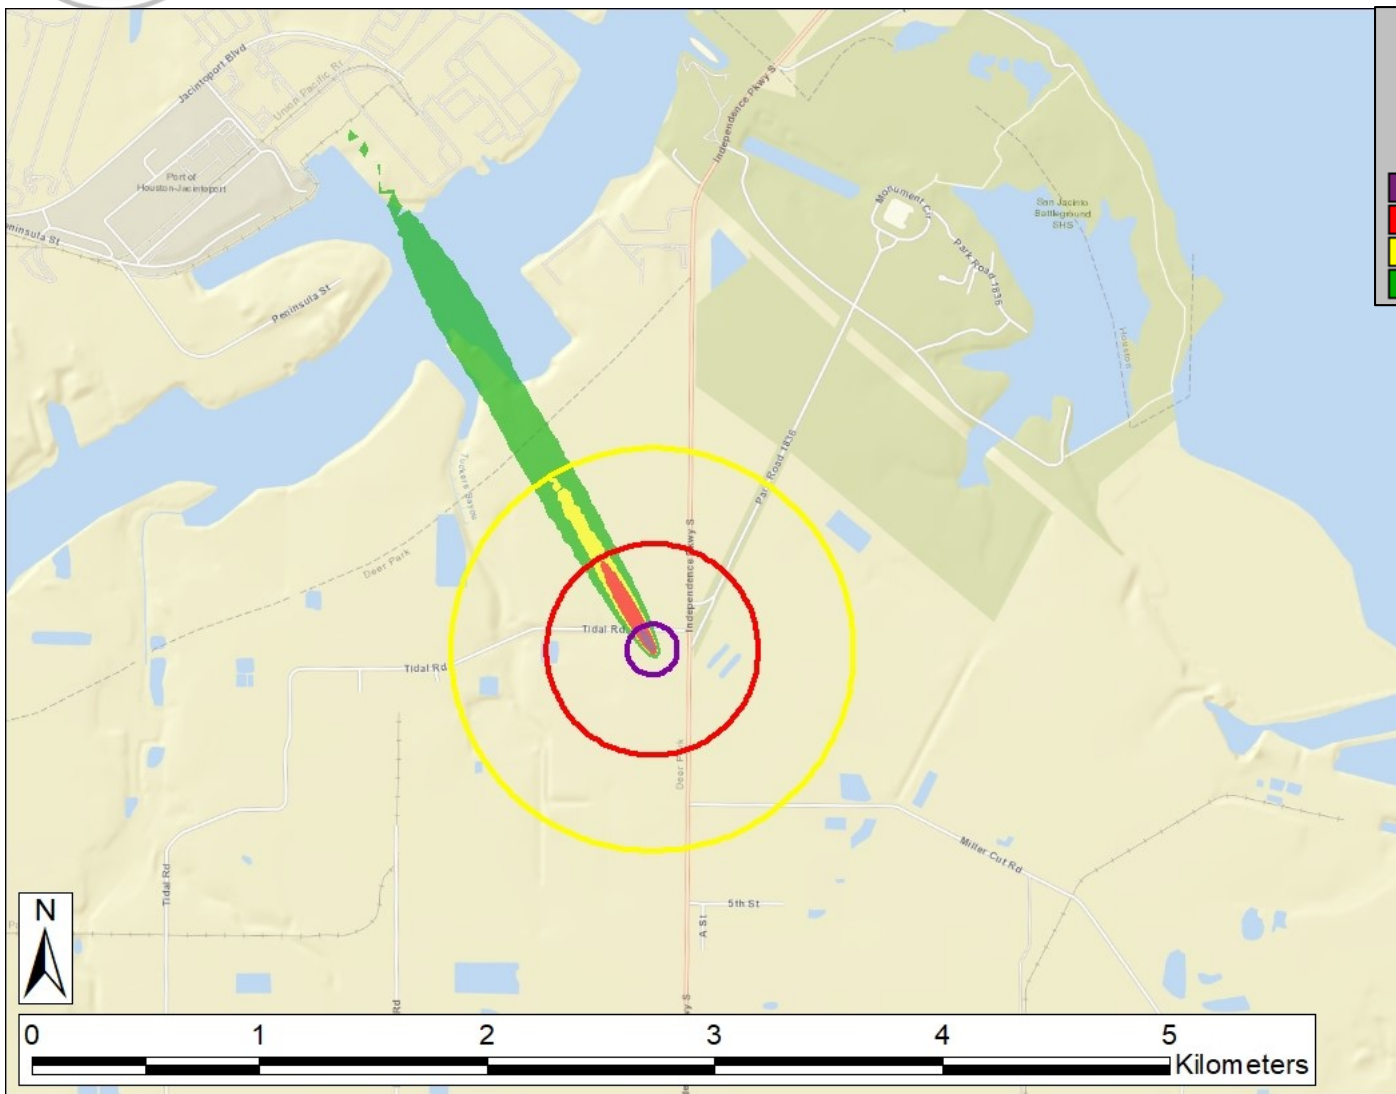 Jacintoport Blvd
Union Pacific Rr
Independence Pkwy S
Port of
Houston-Jacintoport
Monument Cir
San Jacinto
Battleground
SHS
Park Road 1836
Peninsula St
Houston
Park Road 1836
Tuckers Bayou
Deer Park
Independence Pkwy S
Tidal Rd
Tidal Rd
Deer Park
Miller Cut Rd
Tidal Rd
5th St
A St
N
Rd
0 1 2 3 4 5
Kilometers